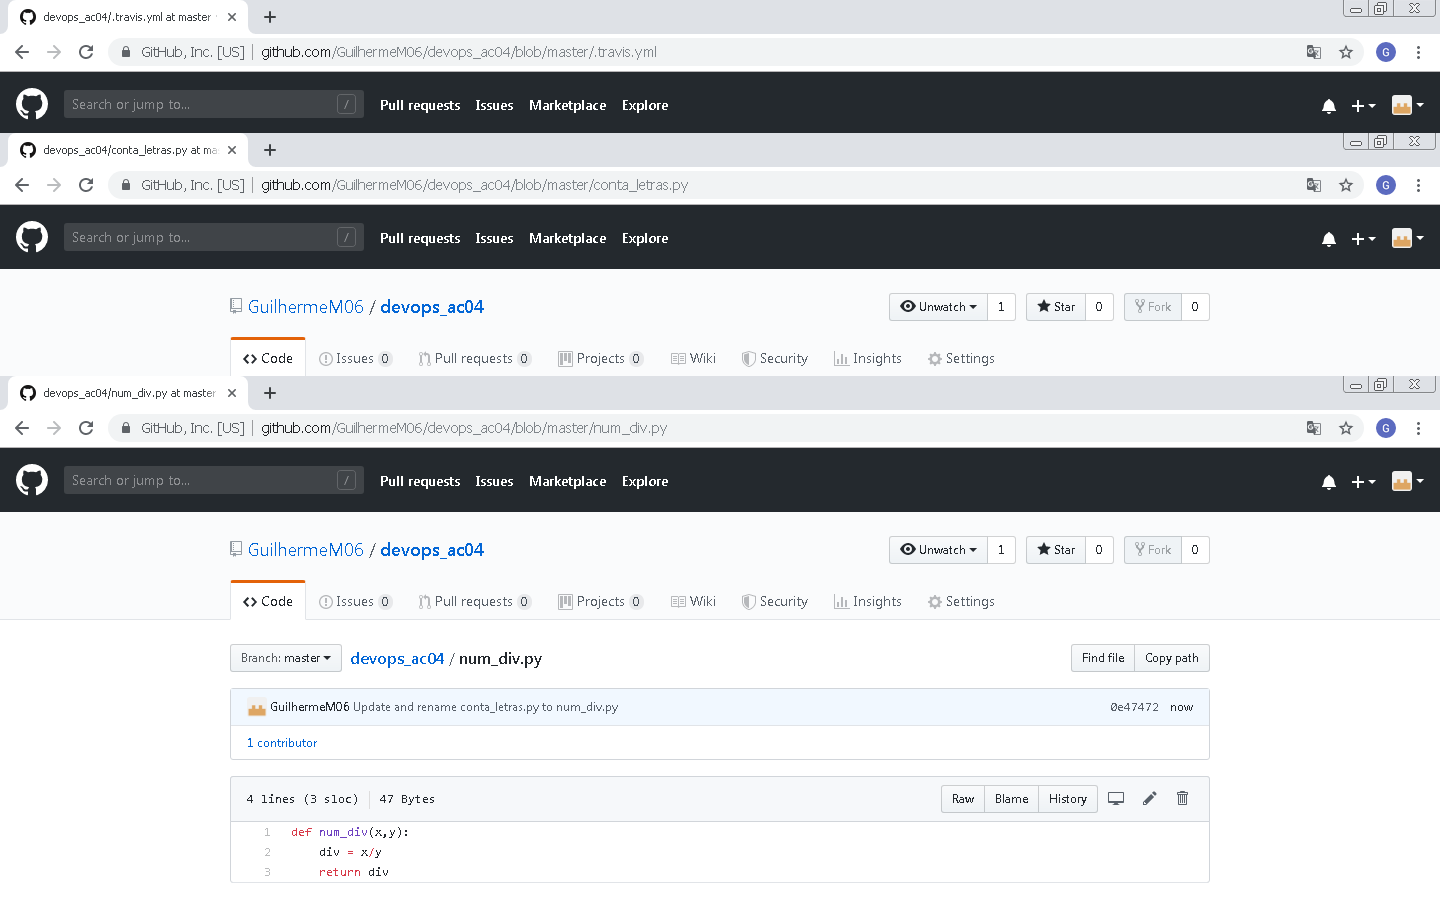 devops_ac04/.travis.yml at master
GitHub, Inc. [US] | github.com/GuilhermeM06/devops_ac04/blob/master/.travis.yml
G
Search or jump to... /
Pull requests Issues Marketplace Explore
devops_ac04/conta_letras.py at ma
GitHub, Inc. [US] | github.com/GuilhermeM06/devops_ac04/blob/master/conta_letras.py
G
Search or jump to... /
Pull requests Issues Marketplace Explore
GuilhermeM06 / devops_ac04
Unwatch 1 Star 0 Fork 0
Code Issues 0 Pull requests 0 Projects 0 Wiki Security Insights Settings
devops_ac04/num_div.py at master
GitHub, Inc. [US] | github.com/GuilhermeM06/devops_ac04/blob/master/num_div.py
G
Search or jump to... /
Pull requests Issues Marketplace Explore
GuilhermeM06 / devops_ac04
Unwatch 1 Star 0 Fork 0
Code Issues 0 Pull requests 0 Projects 0 Wiki Security Insights Settings
Branch: master devops_ac04 / num_div.py Find file Copy path
GuilhermeM06 Update and rename conta_letras.py to num_div.py 0e47472 now
1 contributor
4 lines (3 sloc) 47 Bytes Raw Blame History
1 def num_div(x,y):
2 div = x/y
3 return div